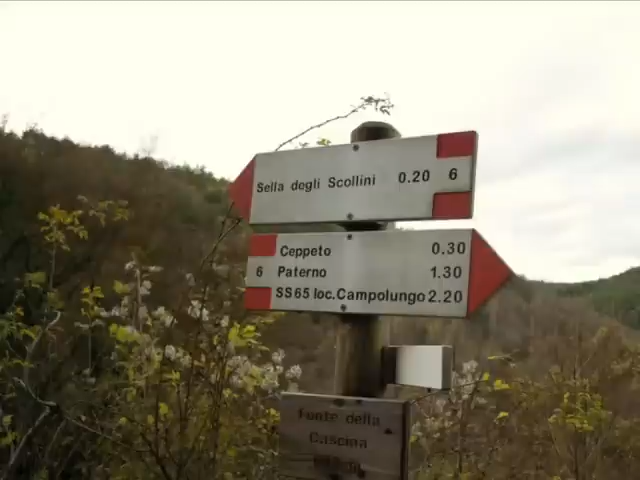 Sella degli Scollini 0.20 6
Ceppeto 0.30
6 Paterno 1.30
SS65 loc. Campolungo 2.20
Fonte della
Cascina